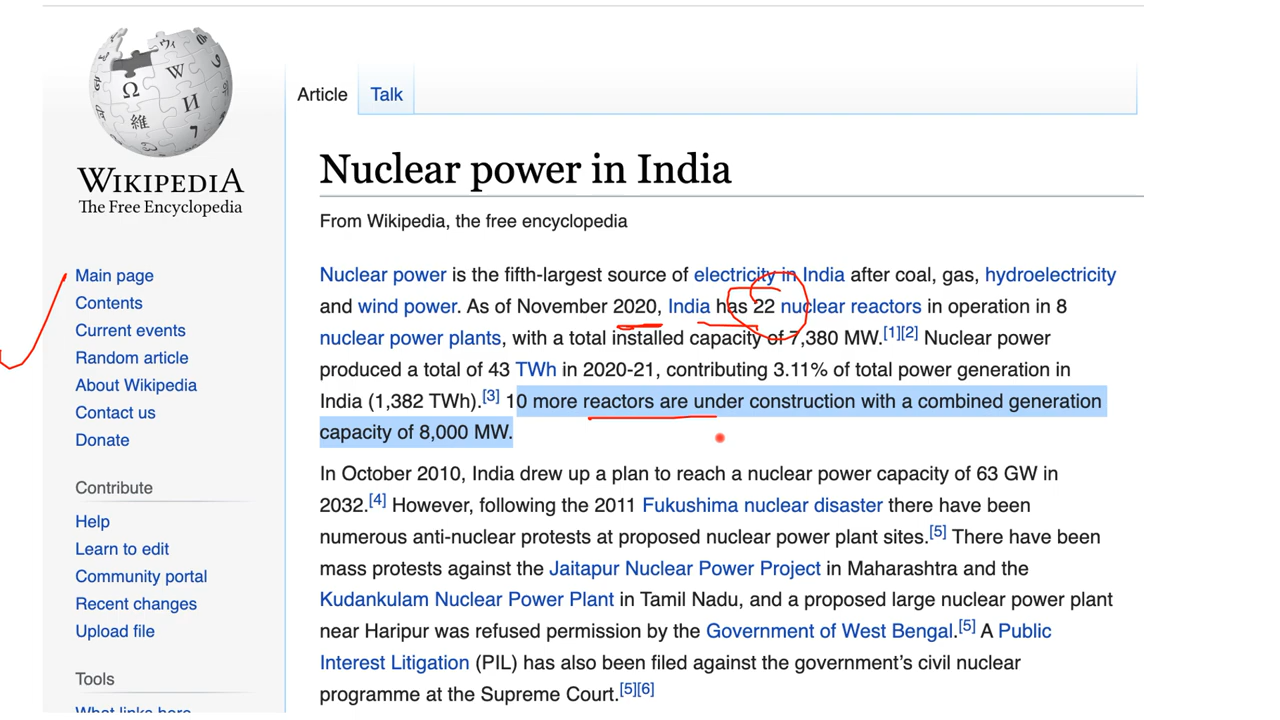 Article Talk
WIKIPEDIA
The Free Encyclopedia
Main page
Contents
Current events
Random article
About Wikipedia
Contact us
Donate
Contribute
Help
Learn to edit
Community portal
Recent changes
Upload file
Tools
What links here
Nuclear power in India
From Wikipedia, the free encyclopedia
Nuclear power is the fifth-largest source of electricity in India after coal, gas, hydroelectricity
and wind power. As of November 2020, India has 22 nuclear reactors in operation in 8
nuclear power plants, with a total installed capacity of 7,380 MW.[1][2] Nuclear power
produced a total of 43 TWh in 2020-21, contributing 3.11% of total power generation in
India (1,382 TWh).[3] 10 more reactors are under construction with a combined generation
capacity of 8,000 MW.
In October 2010, India drew up a plan to reach a nuclear power capacity of 63 GW in
2032.[4] However, following the 2011 Fukushima nuclear disaster there have been
numerous anti-nuclear protests at proposed nuclear power plant sites.[5] There have been
mass protests against the Jaitapur Nuclear Power Project in Maharashtra and the
Kudankulam Nuclear Power Plant in Tamil Nadu, and a proposed large nuclear power plant
near Haripur was refused permission by the Government of West Bengal.[5] A Public
Interest Litigation (PIL) has also been filed against the government's civil nuclear
programme at the Supreme Court.[5][6]